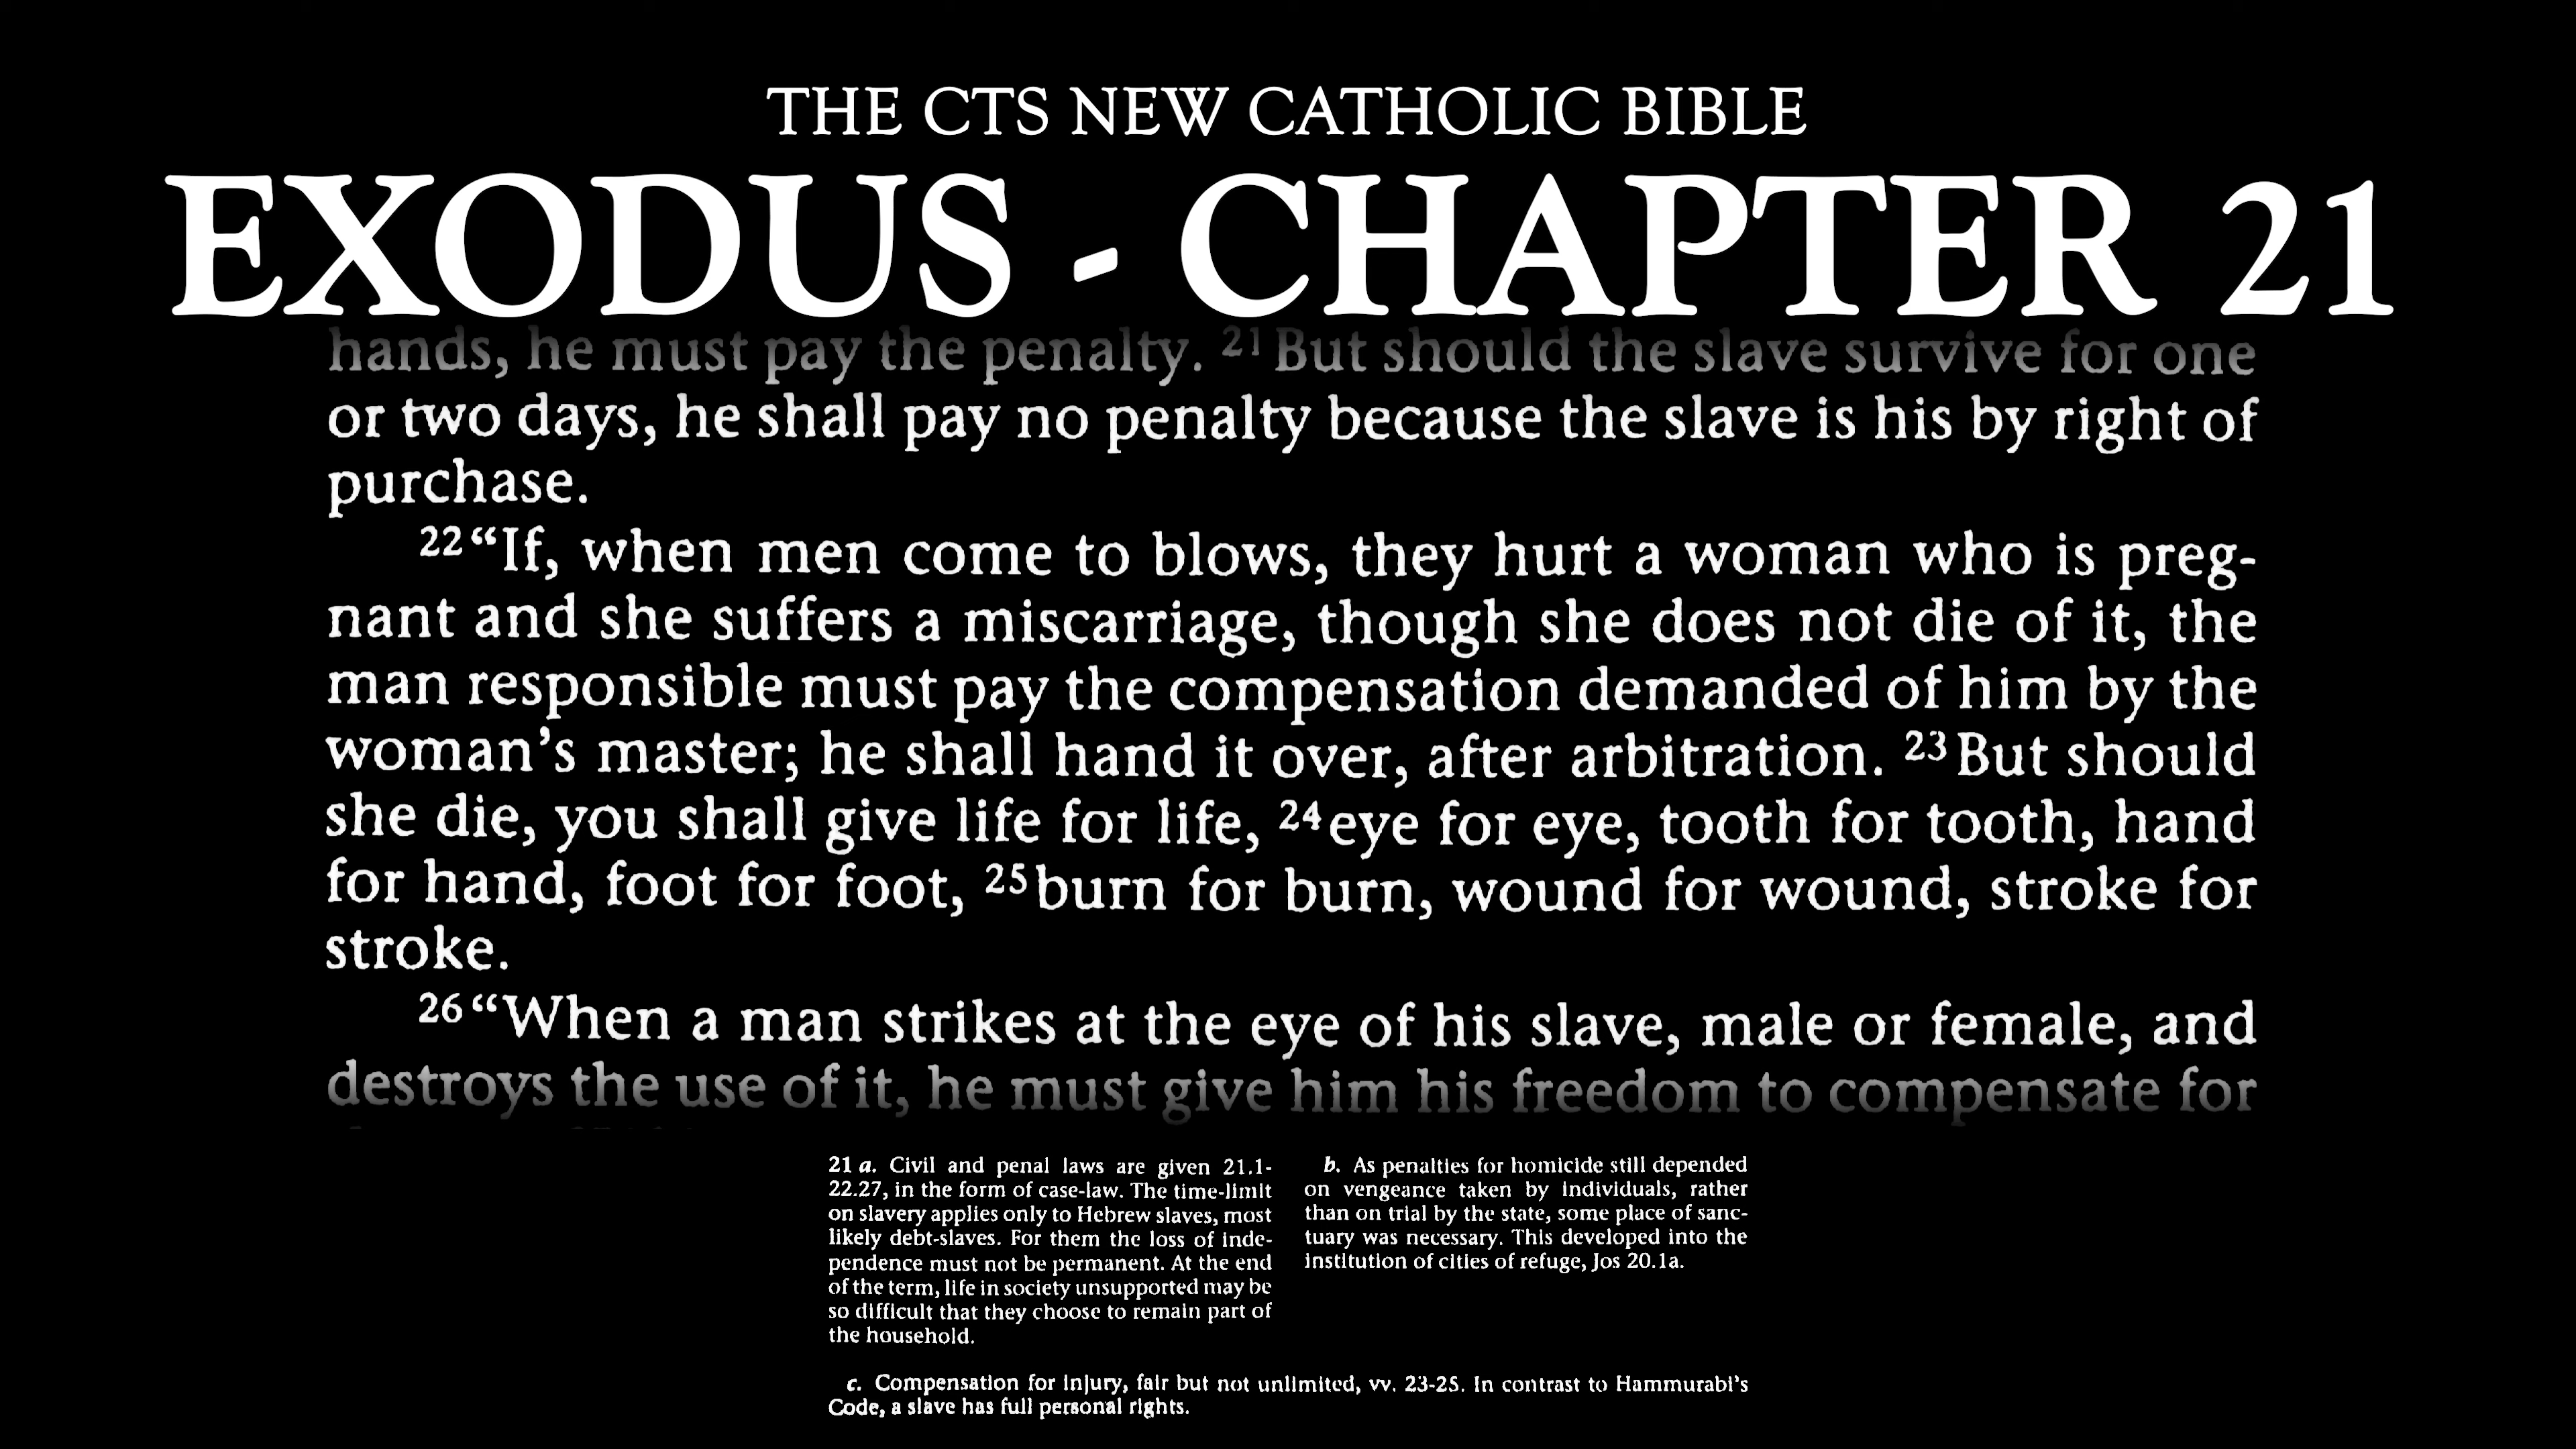 THE CTS NEW CATHOLIC BIBLE
EXODUS - CHAPTER 21
hands, he must pay the penalty. 21 But should the slave survive for one
or two days, he shall pay no penalty because the slave is his by right of
purchase.
22 “If, when men come to blows, they hurt a woman who is preg-
nant and she suffers a miscarriage, though she does not die of it, the
man responsible must pay the compensation demanded of him by the
woman’s master; he shall hand it over, after arbitration. 23 But should
she die, you shall give life for life, 24 eye for eye, tooth for tooth, hand
for hand, foot for foot, 25 burn for burn, wound for wound, stroke for
stroke.
26 “When a man strikes at the eye of his slave, male or female, and
destroys the use of it, he must give him his freedom to compensate for
21 a. Civil and penal laws are given 21.1-
22.27, in the form of case-law. The time-limit
on slavery applies only to Hebrew slaves, most
likely debt-slaves. For them the loss of inde-
pendence must not be permanent. At the end
of the term, life in society unsupported may be
so difficult that they choose to remain part of
the household.
b. As penalties for homicide still depended
on vengeance taken by individuals, rather
than on trial by the state, some place of sanc-
tuary was necessary. This developed into the
institution of cities of refuge, Jos 20.1a.
c. Compensation for injury, fair but not unlimited, vv. 23-25. In contrast to Hammurabi’s
Code, a slave has full personal rights.